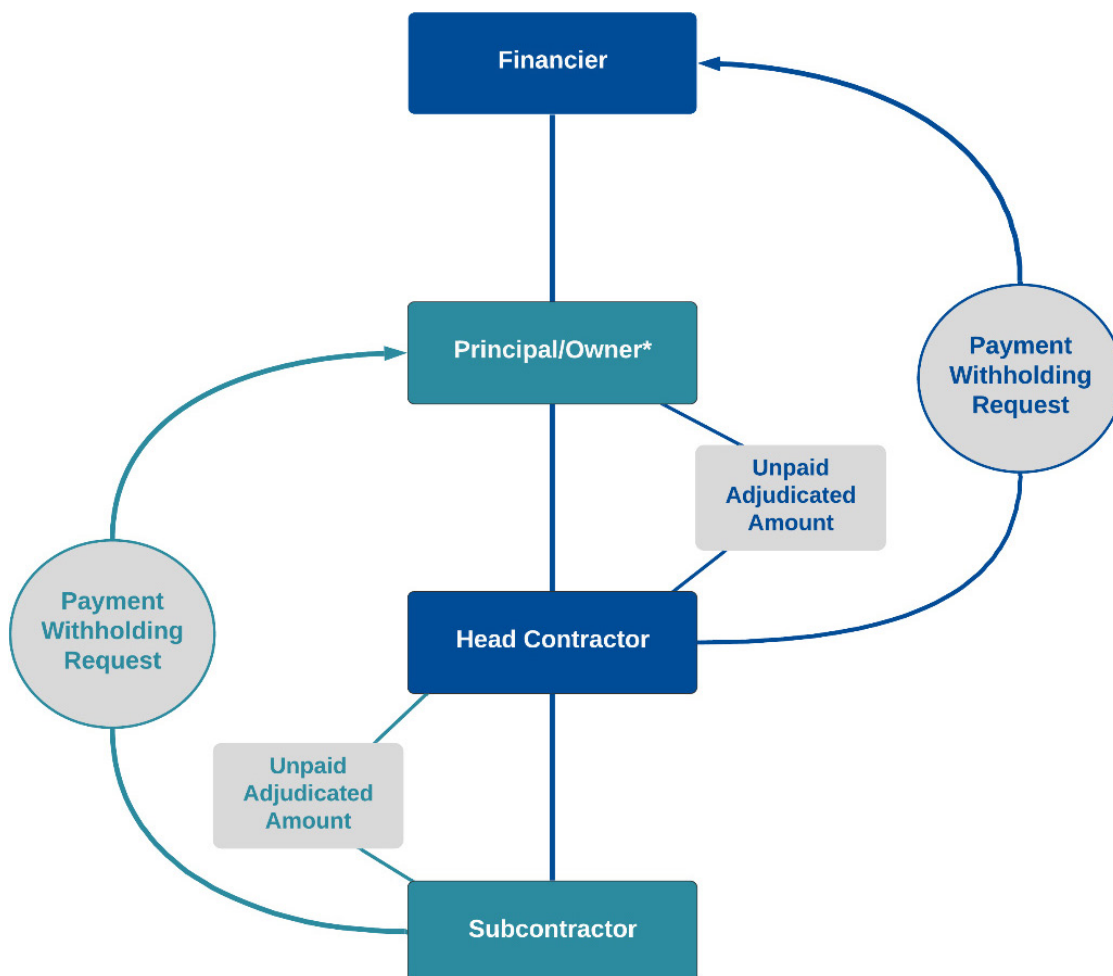 Financier
Principal/Owner*
Payment
Withholding
Request
Unpaid
Adjudicated
Amount
Head Contractor
Payment
Withholding
Request
Unpaid
Adjudicated
Amount
Subcontractor